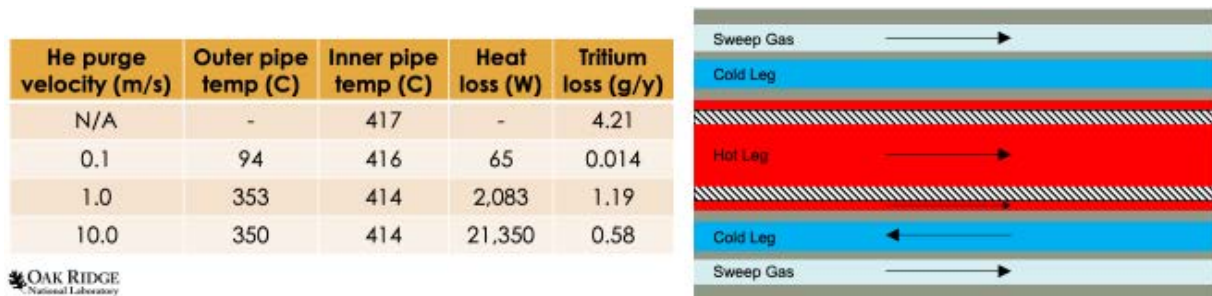 He purge velocity (m/s) Outer pipe temp (C) Inner pipe temp (C) Heat loss (W) Tritium loss (g/y)
N/A - 417 - 4.21
0.1 94 416 65 0.014
1.0 353 414 2,083 1.19
10.0 350 414 21,350 0.58
OAK RIDGE
National Laboratory
Sweep Gas
Cold Leg
Hot Leg
Cold Leg
Sweep Gas